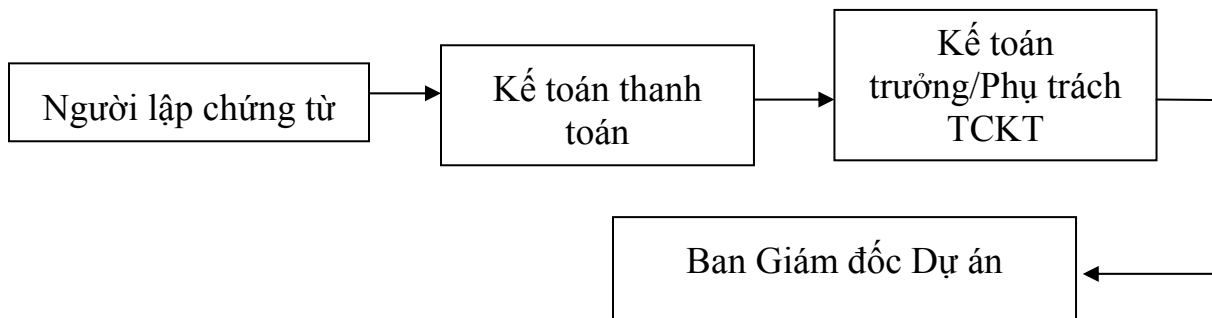 Người lập chứng từ
Kế toán thanh
toán
Kế toán
trưởng/Phụ trách
TCKT
Ban Giám đốc Dự án